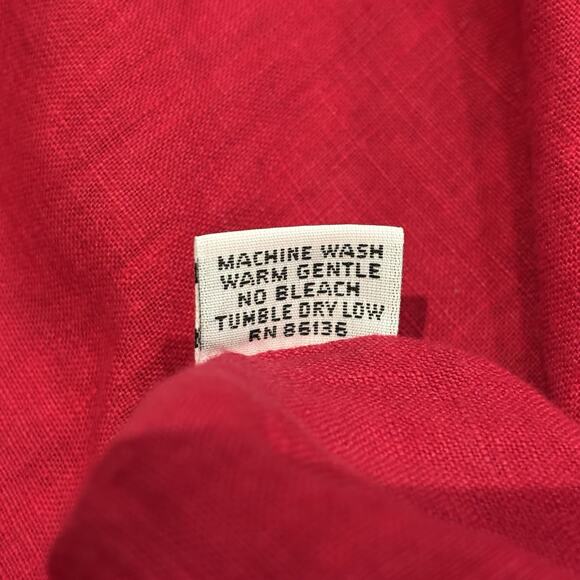 MACHINE WASH
WARM GENTLE
NO BLEACH
TUMBLE DRY LOW
RN 86136